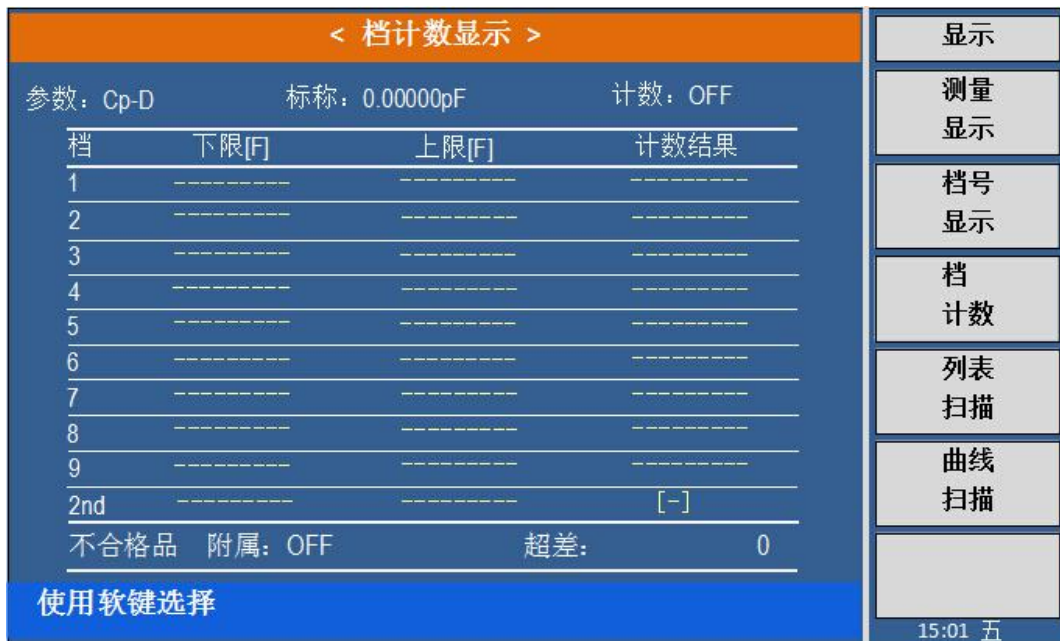 < 档计数显示 >
参数：Cp-D 标称：0.00000pF 计数：OFF
档 下限[F] 上限[F] 计数结果
1 --------- --------- ---------
2 --------- --------- ---------
3 --------- --------- ---------
4 --------- --------- ---------
5 --------- --------- ---------
6 --------- --------- ---------
7 --------- --------- ---------
8 --------- --------- ---------
9 --------- --------- ---------
2nd --------- --------- [-]
不合格品 附属：OFF 超差： 0
使用软键选择
显示
测量
显示
档号
显示
档
计数
列表
扫描
曲线
扫描
15:01 五